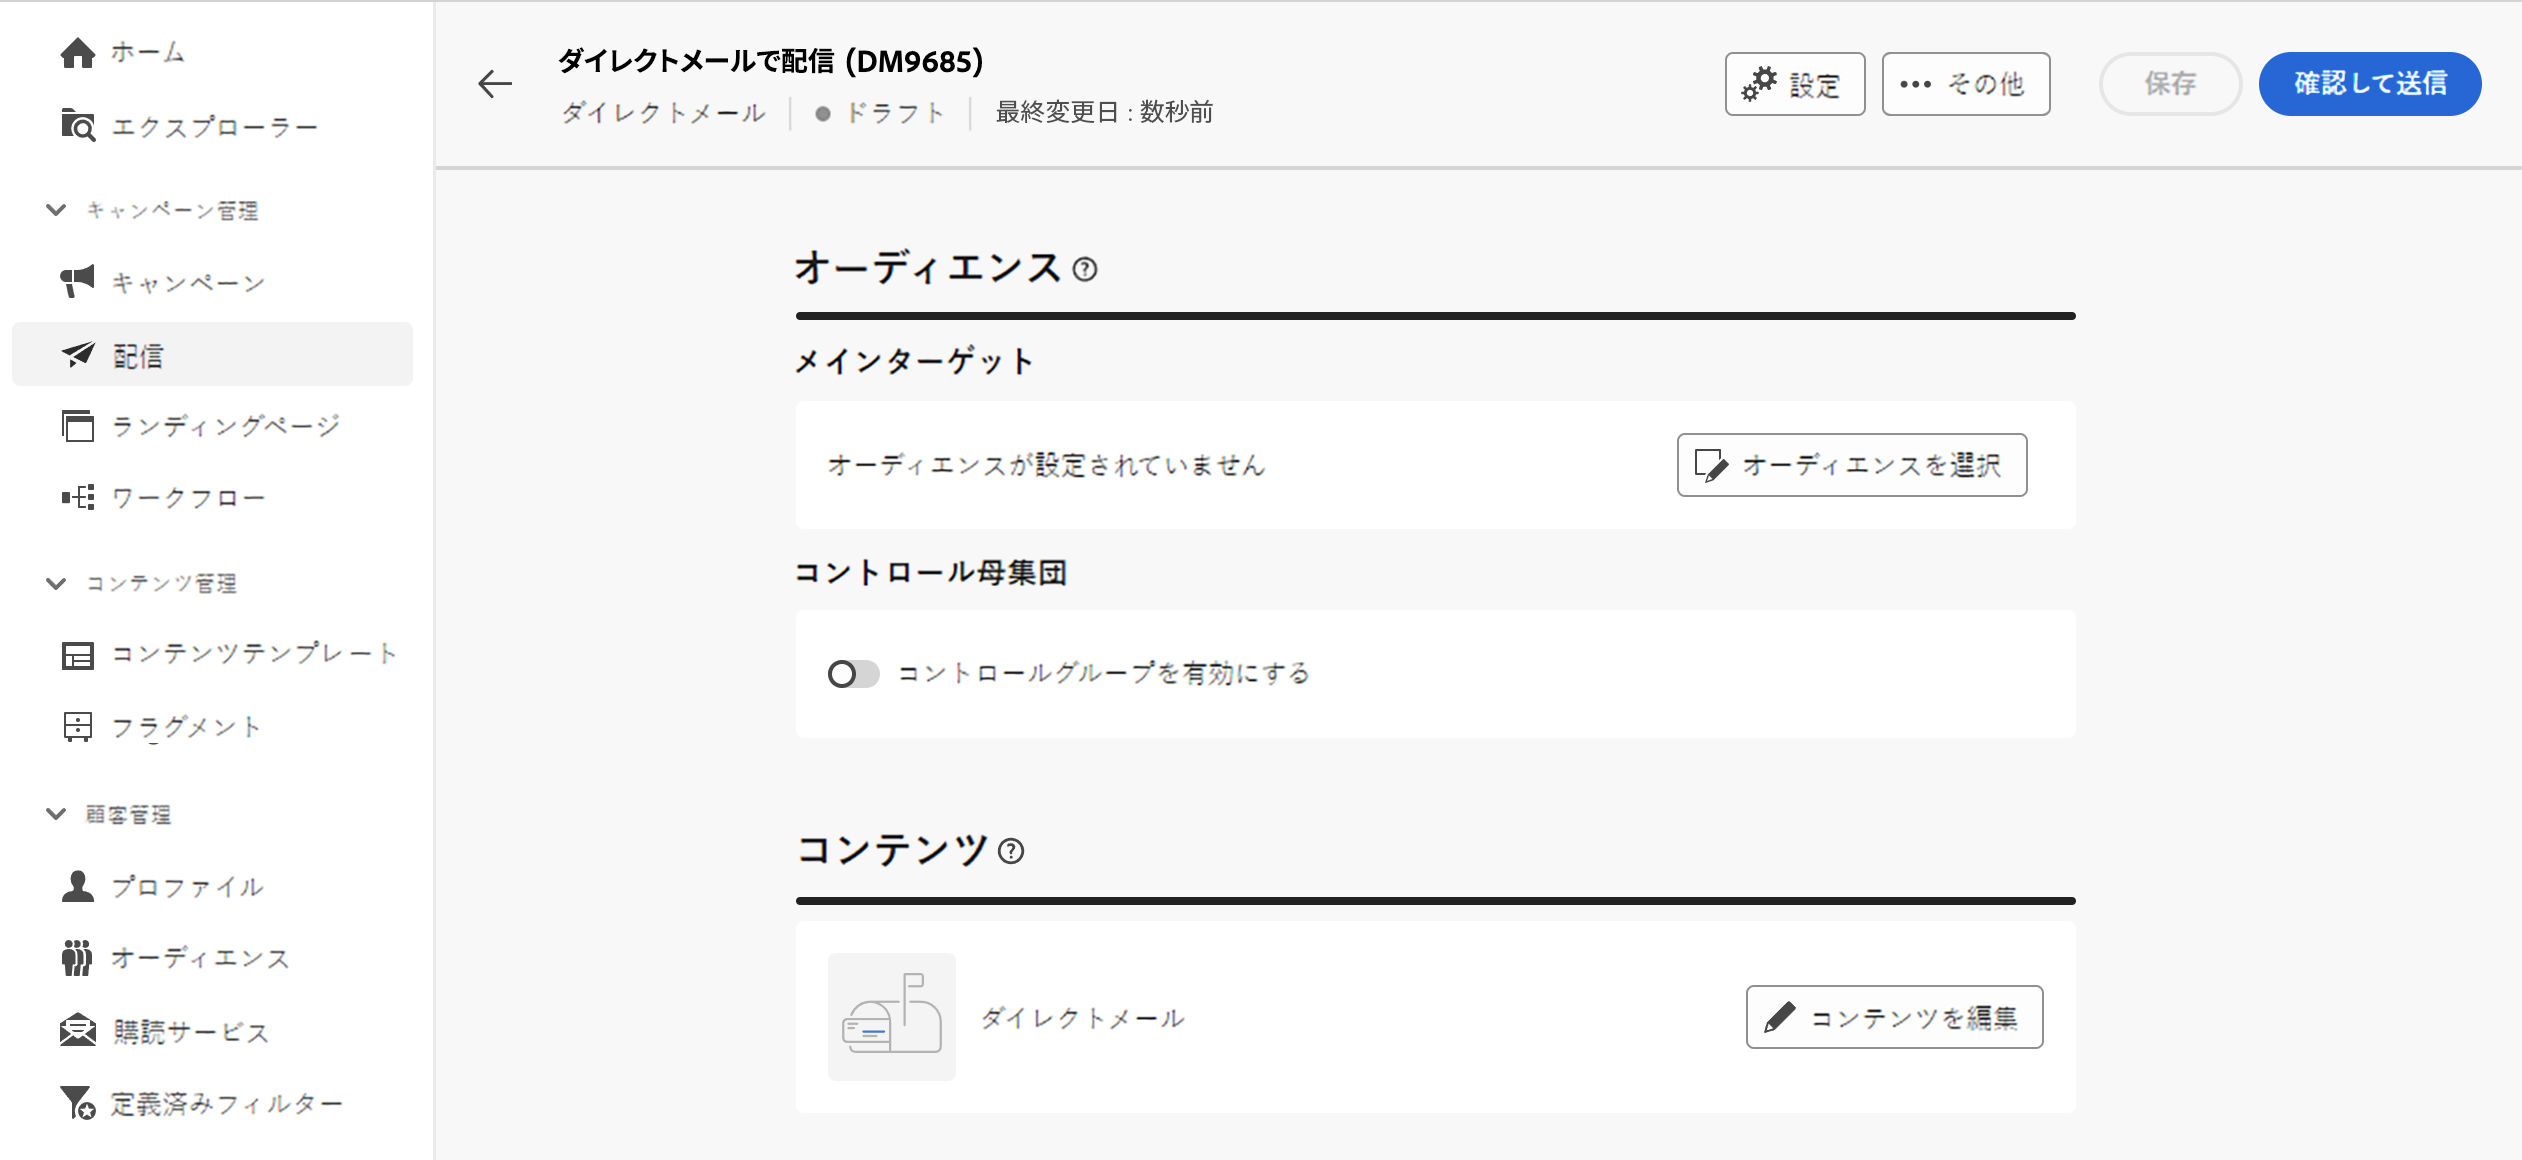 ホーム
エクスプローラー
キャンペーン管理
キャンペーン
配信
ランディングページ
ワークフロー
コンテンツ管理
コンテンツテンプレート
フラグメント
顧客管理
プロファイル
オーディエンス
購読サービス
定義済みフィルター
ダイレクトメールで配信 (DM9685)
ダイレクトメール ドラフト 最終変更日 : 数秒前
設定 その他 保存 確認して送信
オーディエンス
メインターゲット
オーディエンスが設定されていません オーディエンスを選択
コントロール母集団
コントロールグループを有効にする
コンテンツ
ダイレクトメール コンテンツを編集